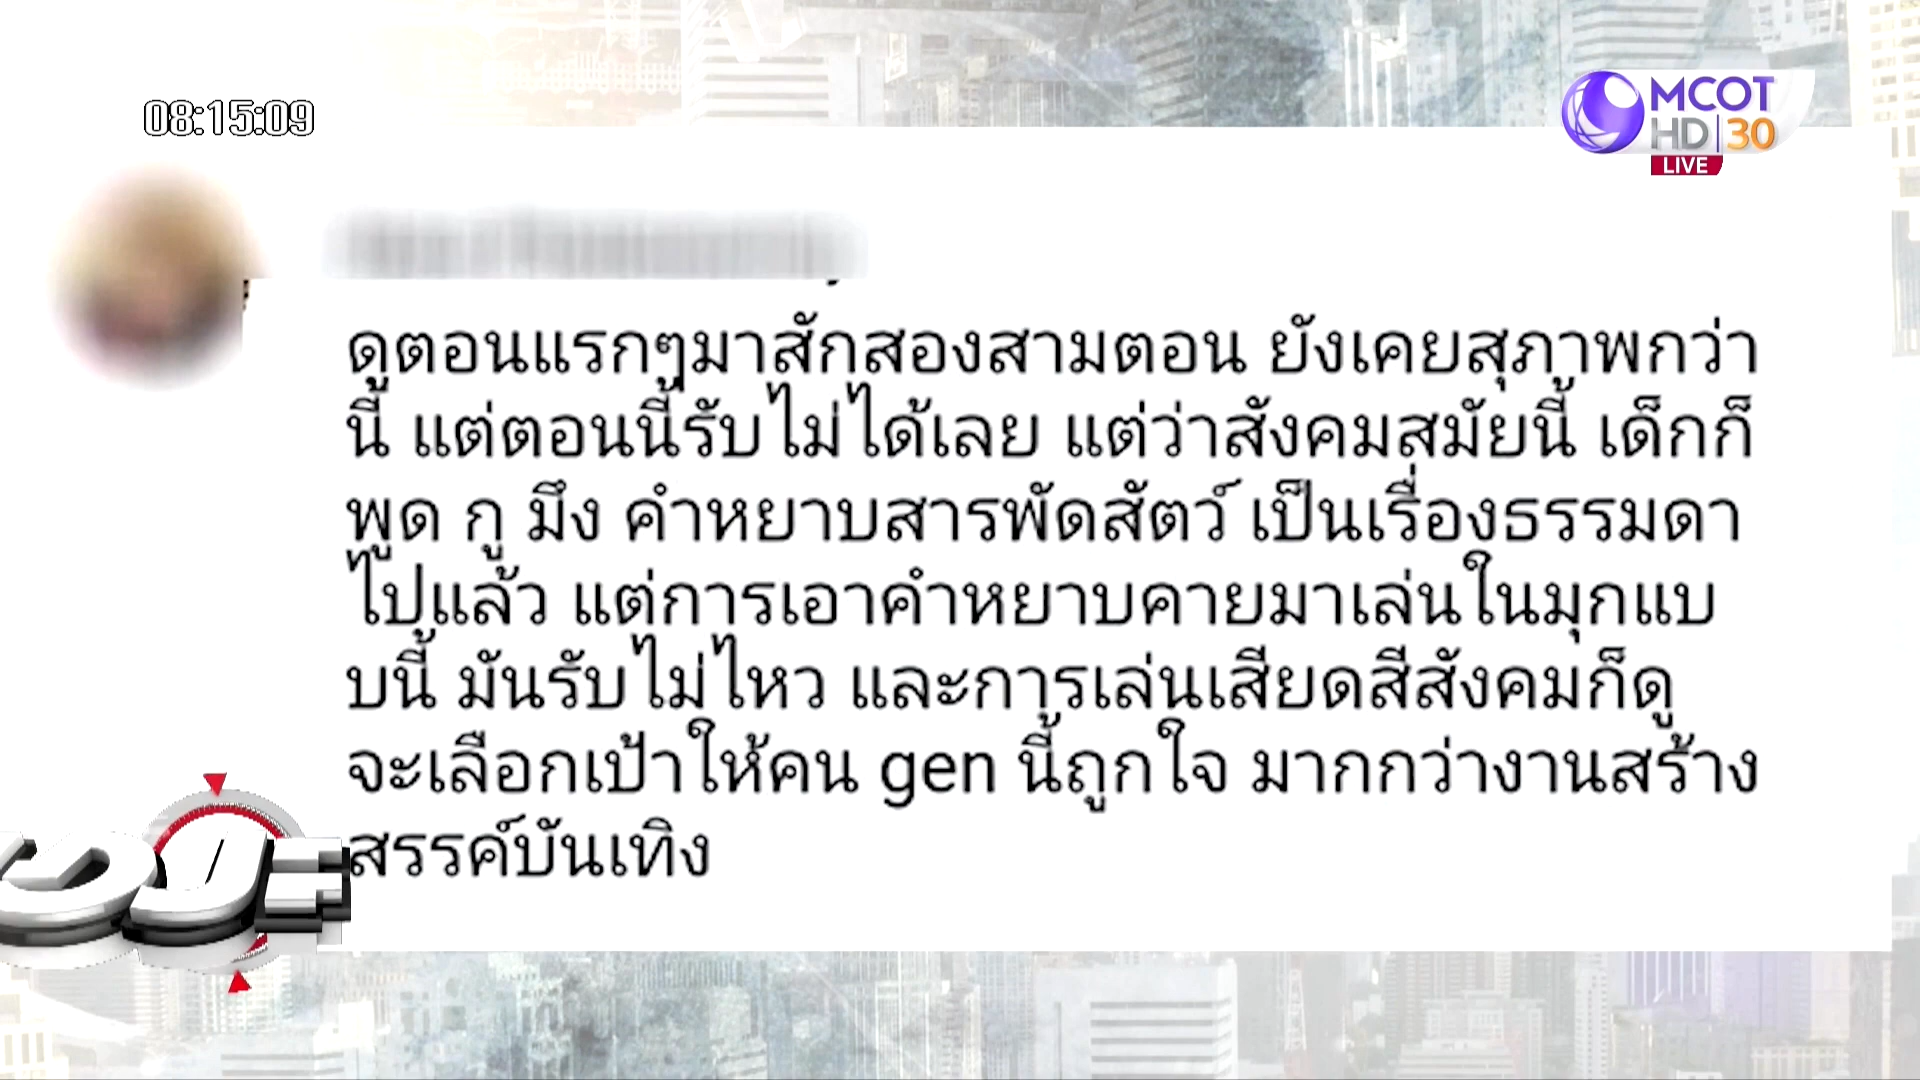 08:15:09
MCOT
HD 30
LIVE
ดูตอนแรกๆมาสักสองสามตอน ยังเคยสุภาพกว่า
นี้ แต่ตอนนี้รับไม่ได้เลย แต่ว่าสังคมสมัยนี้ เด็กก็
พูด กู มึง คำหยาบสารพัดสัตว์ เป็นเรื่องธรรมดา
ไปแล้ว แต่การเอาคำหยาบคายมาเล่นในมุกแบ
บนี้ มันรับไม่ไหว และการเล่นเสียดสีสังคมก็ดู
จะเลือกเป้าให้คน gen นี้ถูกใจ มากกว่างานสร้าง
สรรค์บันเทิง